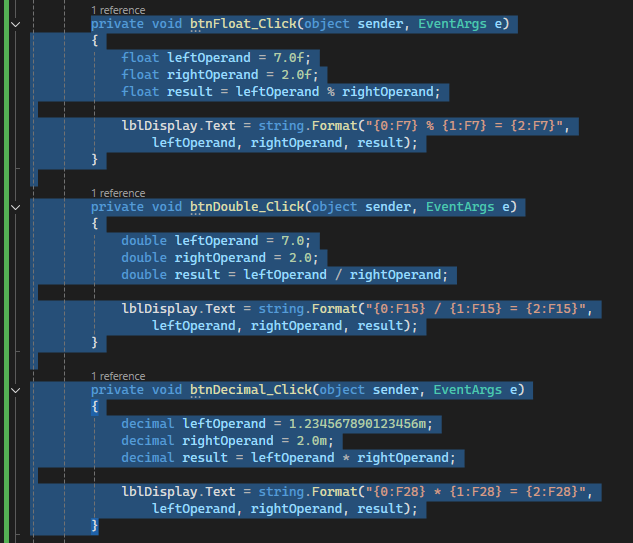 1 reference
private void btnFloat_Click(object sender, EventArgs e)
{
float leftOperand = 7.0f;
float rightOperand = 2.0f;
float result = leftOperand % rightOperand;
lblDisplay.Text = string.Format("{0:F7} % {1:F7} = {2:F7}",
leftOperand, rightOperand, result);
}
1 reference
private void btnDouble_Click(object sender, EventArgs e)
{
double leftOperand = 7.0;
double rightOperand = 2.0;
double result = leftOperand / rightOperand;
lblDisplay.Text = string.Format("{0:F15} / {1:F15} = {2:F15}",
leftOperand, rightOperand, result);
}
1 reference
private void btnDecimal_Click(object sender, EventArgs e)
{
decimal leftOperand = 1.234567890123456m;
decimal rightOperand = 2.0m;
decimal result = leftOperand * rightOperand;
lblDisplay.Text = string.Format("{0:F28} * {1:F28} = {2:F28}",
leftOperand, rightOperand, result);
}